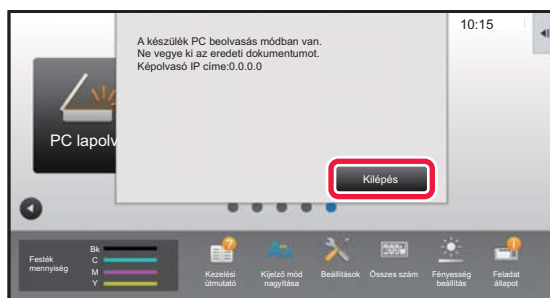 A készülék PC beolvasás módban van.
Ne vegye ki az eredeti dokumentumot.
Képolvasó IP címe:0.0.0.0
10:15
PC lapolv
Kilépés
Festék
mennyiség
Bk
C
M
Y
Kezelési
útmutató
Kijelző mód
nagyítása
Beállítások
Összes szám
Fényesség
beállítás
Feladat
állapot